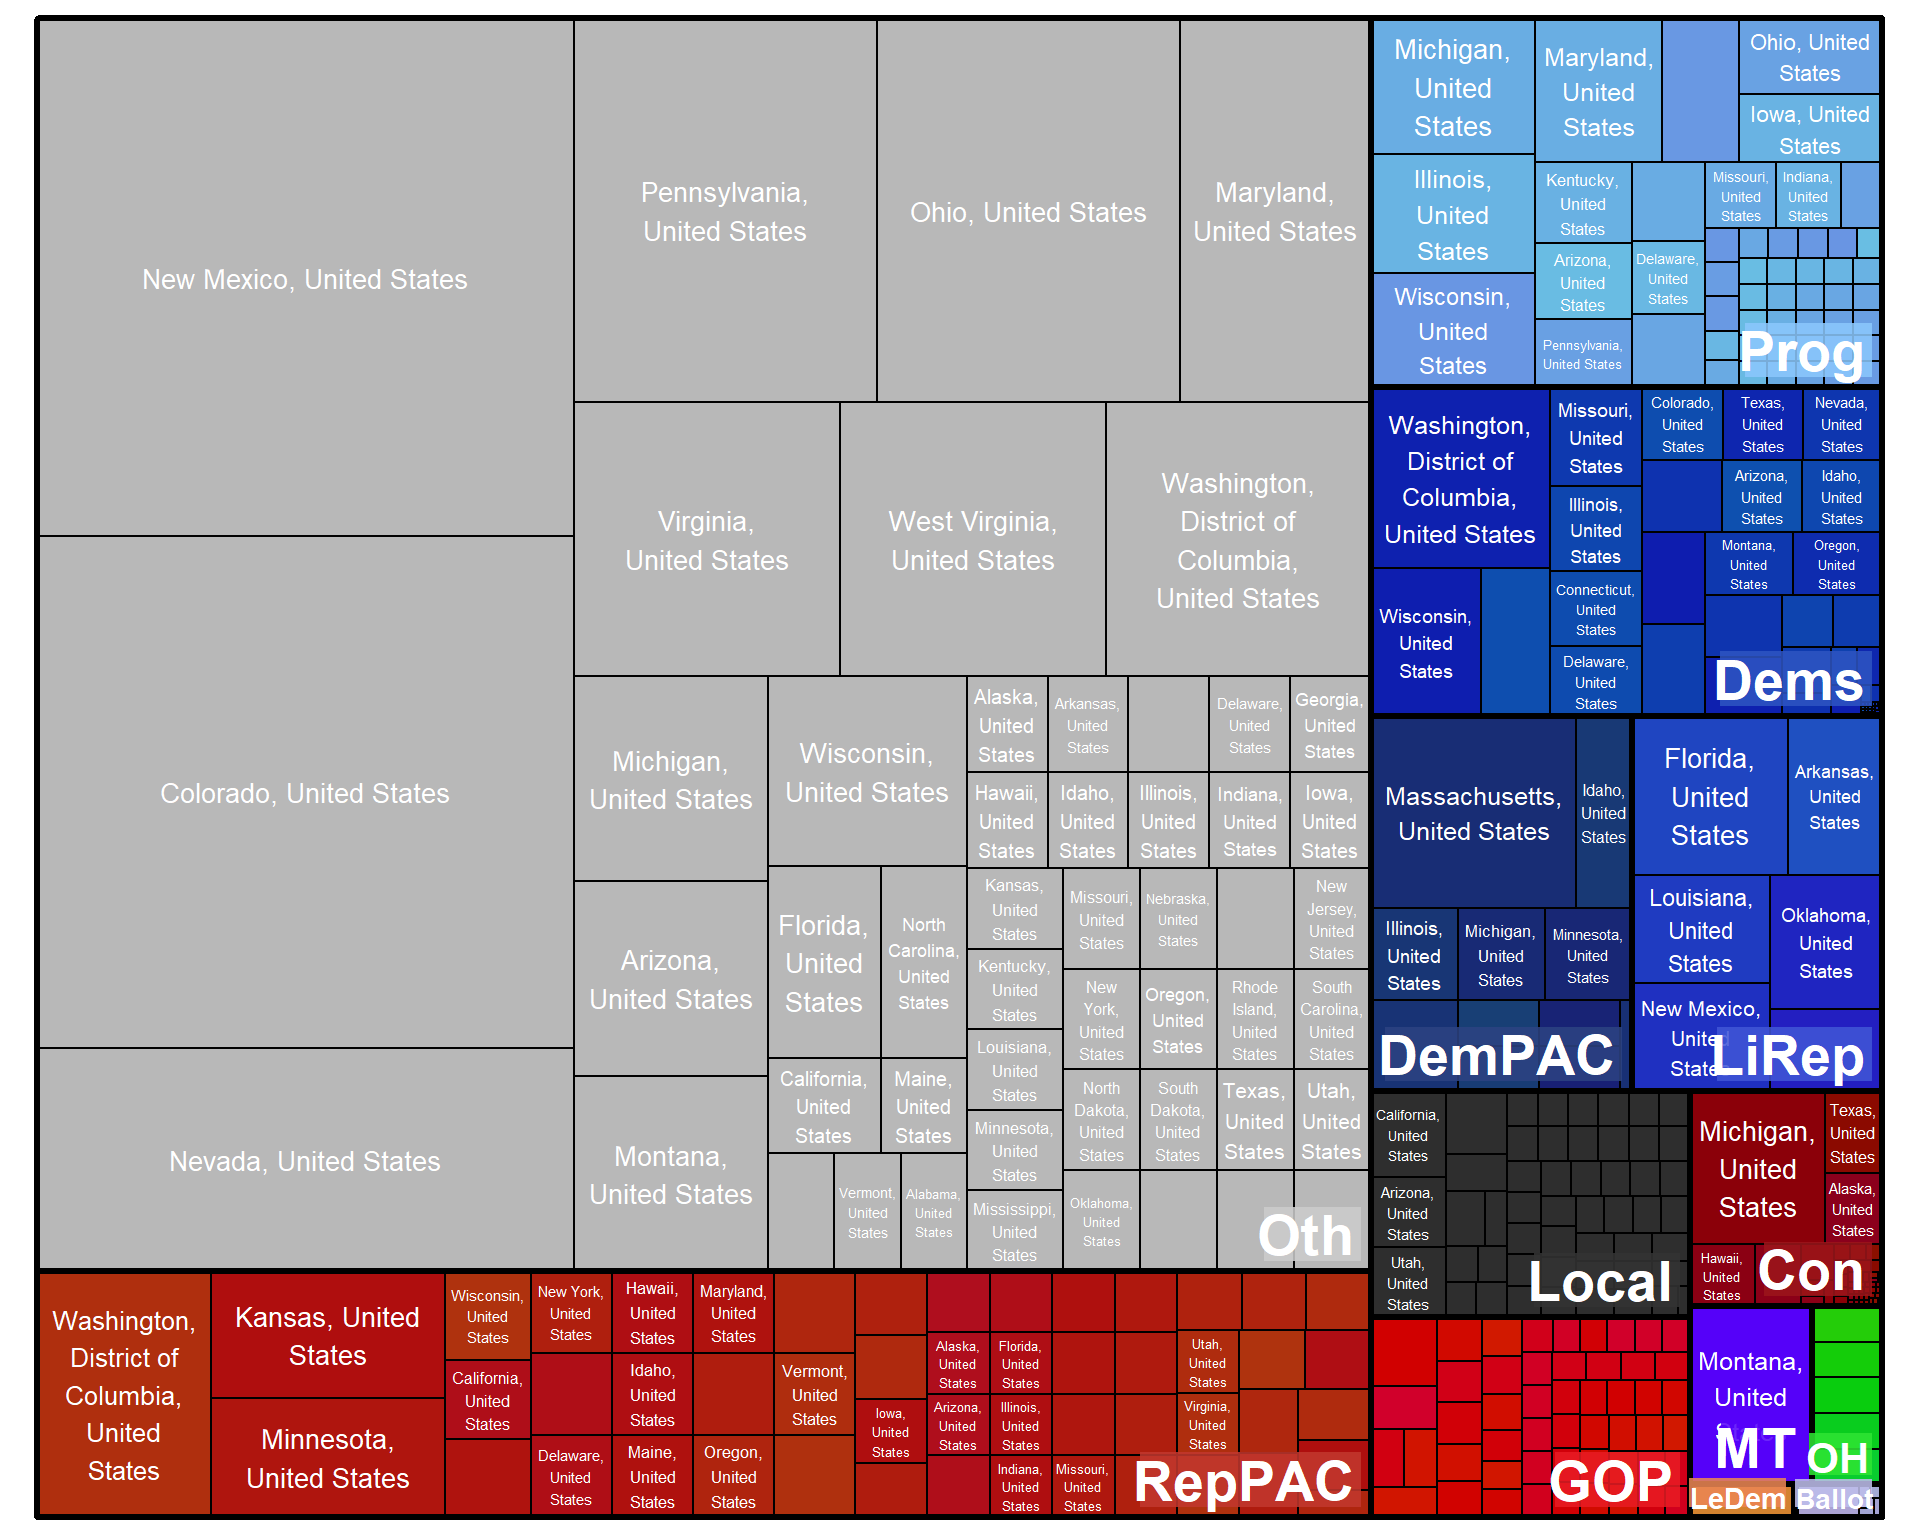 New Mexico, United States
Colorado, United States
Nevada, United States
Pennsylvania,
United States
Ohio, United States
Maryland,
United States
Virginia,
United States
West Virginia,
United States
Washington,
District of
Columbia,
United States
Michigan,
United States
Arizona,
United States
Montana,
United States
Wisconsin,
United States
Florida,
United
States
North
Carolina,
United
States
California,
United
States
Maine,
United
States
Vermont,
United
States
Alabama,
United
States
Alaska,
United
States
Arkansas,
United
States
Delaware,
United
States
Georgia,
United
States
Hawaii,
United
States
Idaho,
United
States
Illinois,
United
States
Indiana,
United
States
Iowa,
United
States
Kansas,
United
States
Kentucky,
United
States
Louisiana,
United
States
Minnesota,
United
States
Mississippi,
United
States
Missouri,
United
States
Nebraska,
United
States
New
Jersey,
United
States
New
York,
United
States
Oregon,
United
States
Rhode
Island,
United
States
South
Carolina,
United
States
North
Dakota,
United
States
South
Dakota,
United
States
Texas,
United
States
Utah,
United
States
Oklahoma,
United
States
Oth
Michigan,
United
States
Illinois,
United
States
Wisconsin,
United
States
Maryland,
United
States
Ohio, United
States
Iowa, United
States
Kentucky,
United
States
Arizona,
United
States
Pennsylvania,
United States
Delaware,
United
States
Missouri,
United
States
Indiana,
United
States
Prog
Washington,
District of
Columbia,
United States
Wisconsin,
United
States
Missouri,
United
States
Illinois,
United
States
Connecticut,
United
States
Delaware,
United
States
Colorado,
United
States
Texas,
United
States
Nevada,
United
States
Arizona,
United
States
Idaho,
United
States
Montana,
United
States
Oregon,
United
States
Dems
Massachusetts,
United States
Idaho,
United
States
Illinois,
United
States
Michigan,
United
States
Minnesota,
United
States
DemPAC
Florida,
United
States
Arkansas,
United
States
Louisiana,
United
States
Oklahoma,
United
States
New Mexico,
United
States
LiRep
California,
United
States
Arizona,
United
States
Utah,
United
States
Local
Michigan,
United
States
Texas,
United
States
Alaska,
United
States
Hawaii,
United
States
Con
Washington,
District of
Columbia,
United
States
Kansas, United
States
Minnesota,
United States
Wisconsin,
United
States
California,
United
States
New York,
United
States
Delaware,
United
States
Hawaii,
United
States
Idaho,
United
States
Maine,
United
States
Maryland,
United
States
Oregon,
United
States
Vermont,
United
States
Iowa,
United
States
Alaska,
United
States
Arizona,
United
States
Florida,
United
States
Illinois,
United
States
Indiana,
United
States
Missouri,
United
States
Utah,
United
States
Virginia,
United
States
RepPAC
GOP
Montana,
United
States
MT
OH
LeDem
Ballot